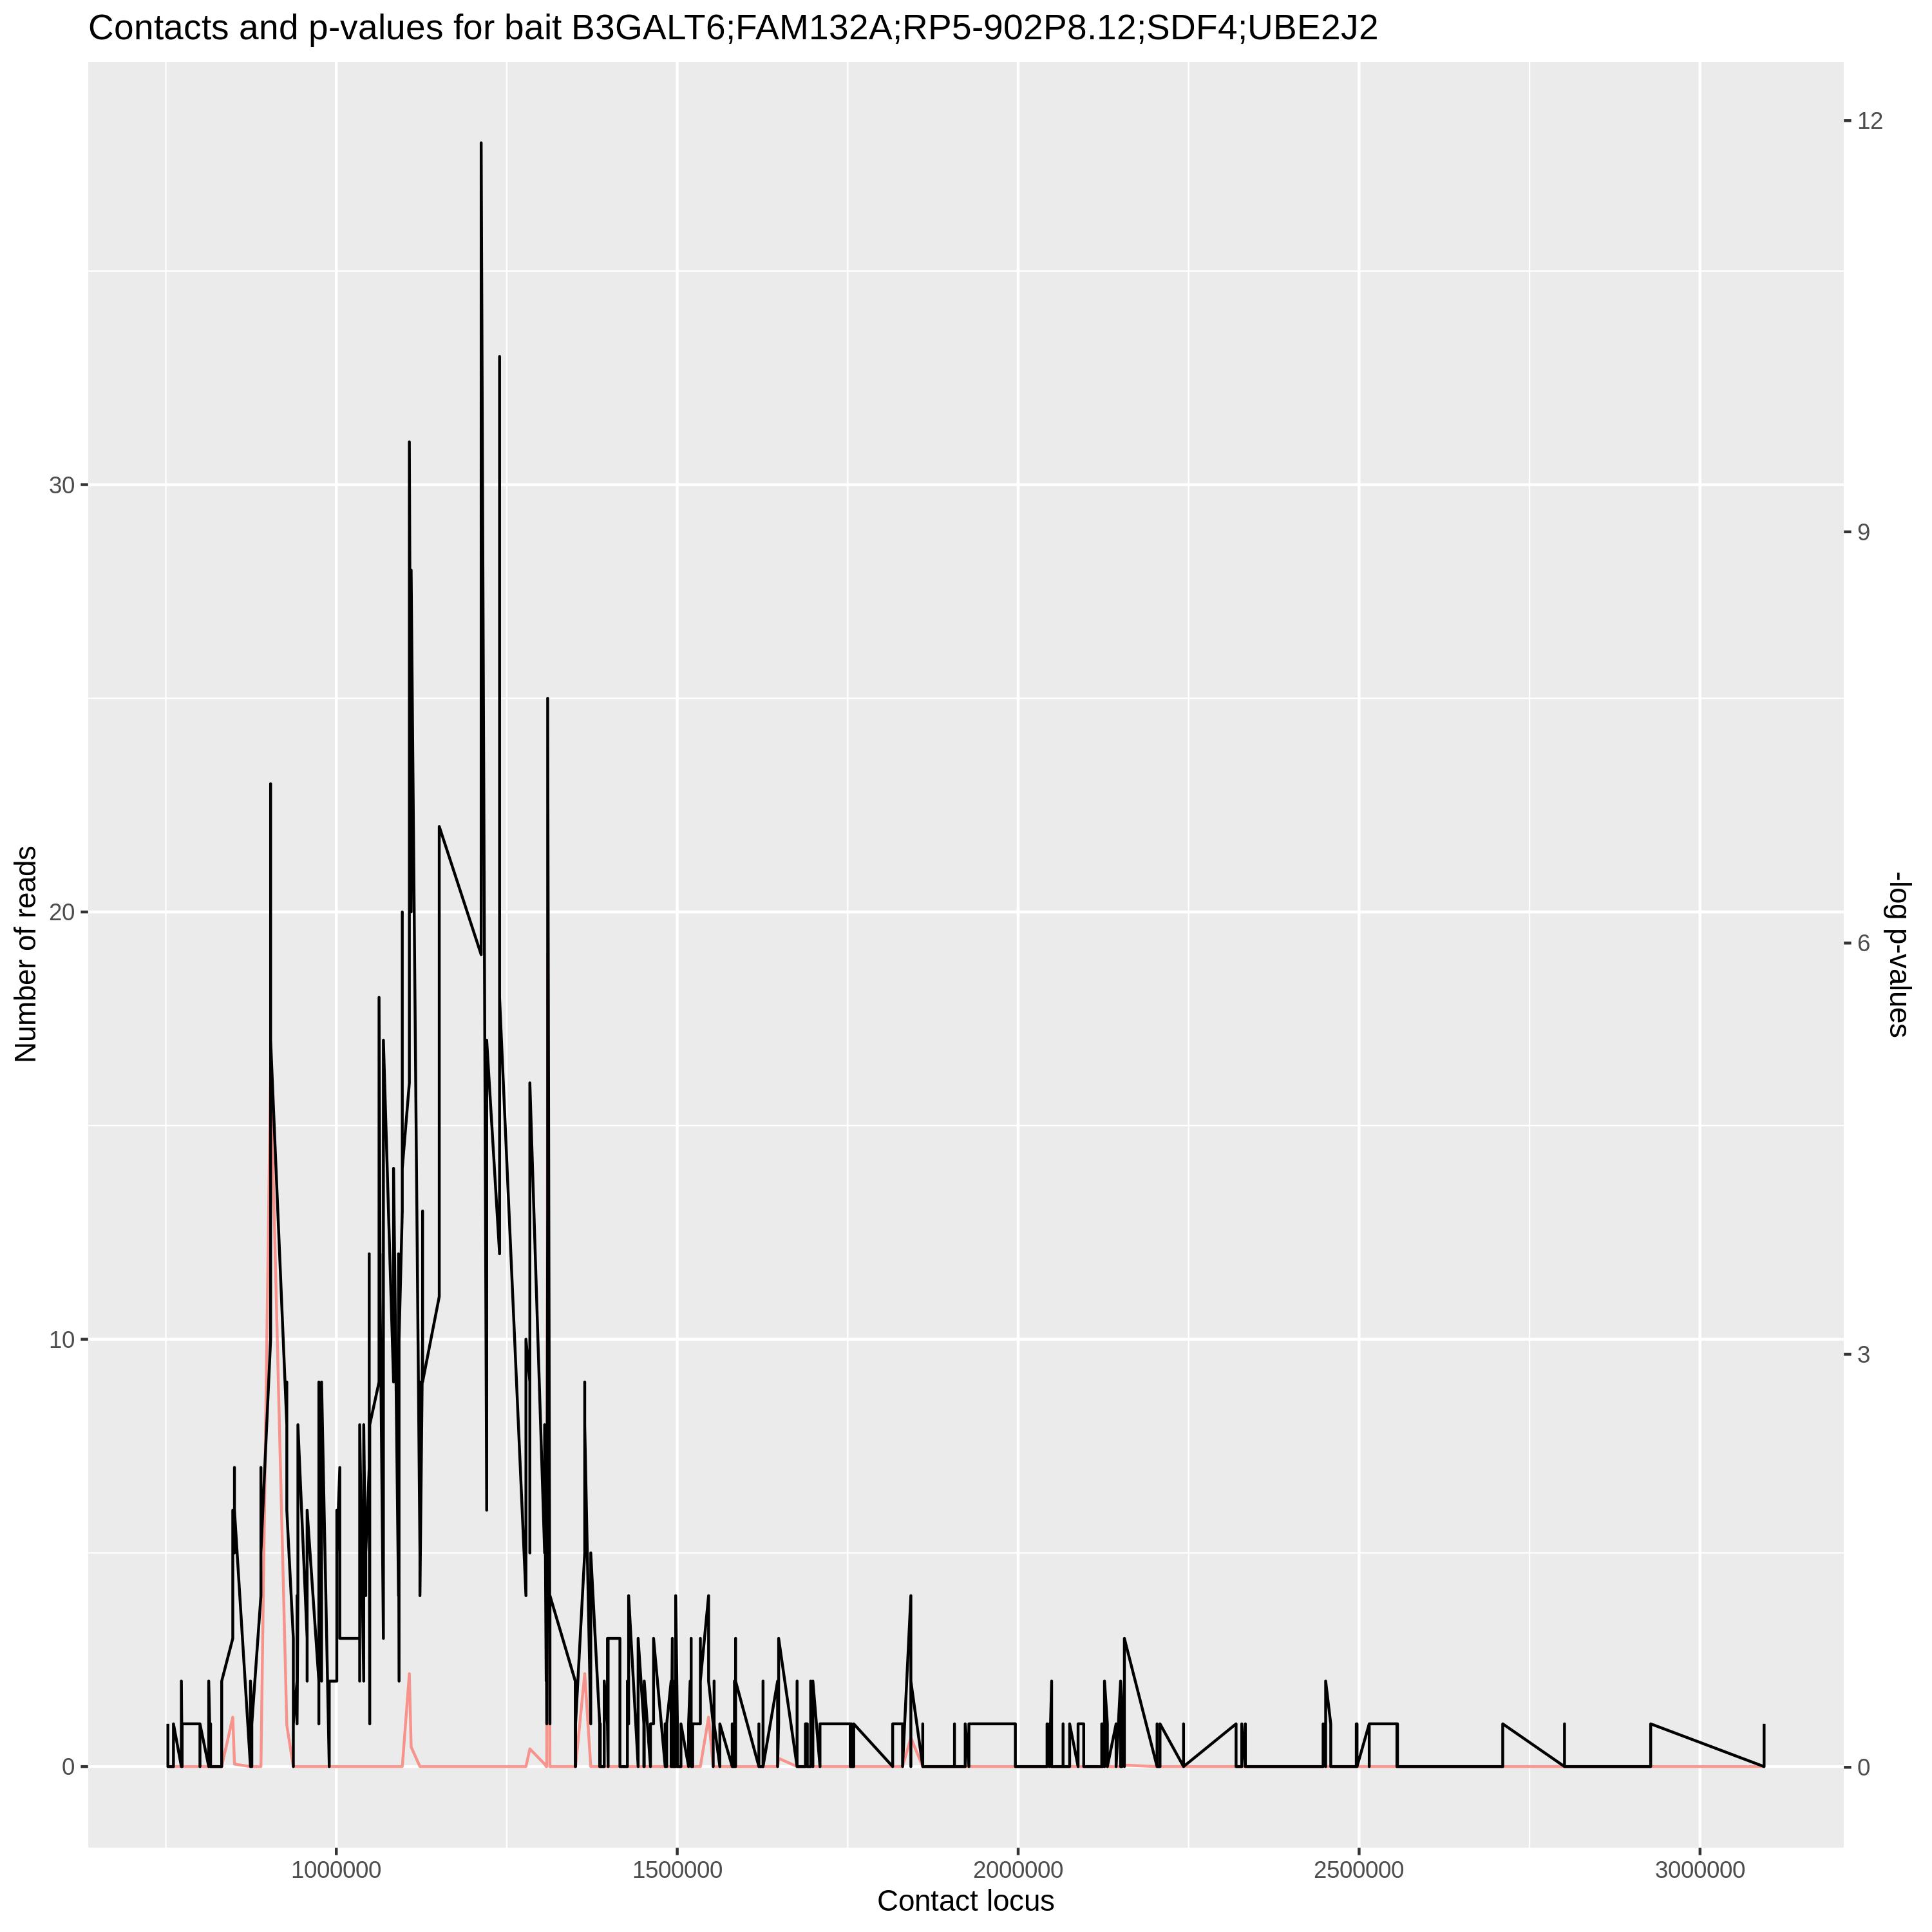 Contacts and p-values for bait B3GALT6;FAM132A;RP5-902P8.12;SDF4;UBE2J2
12
30
9
20
6
10
3
0
0
Number of reads
-log p-values
1000000 1500000 2000000 2500000 3000000
Contact locus